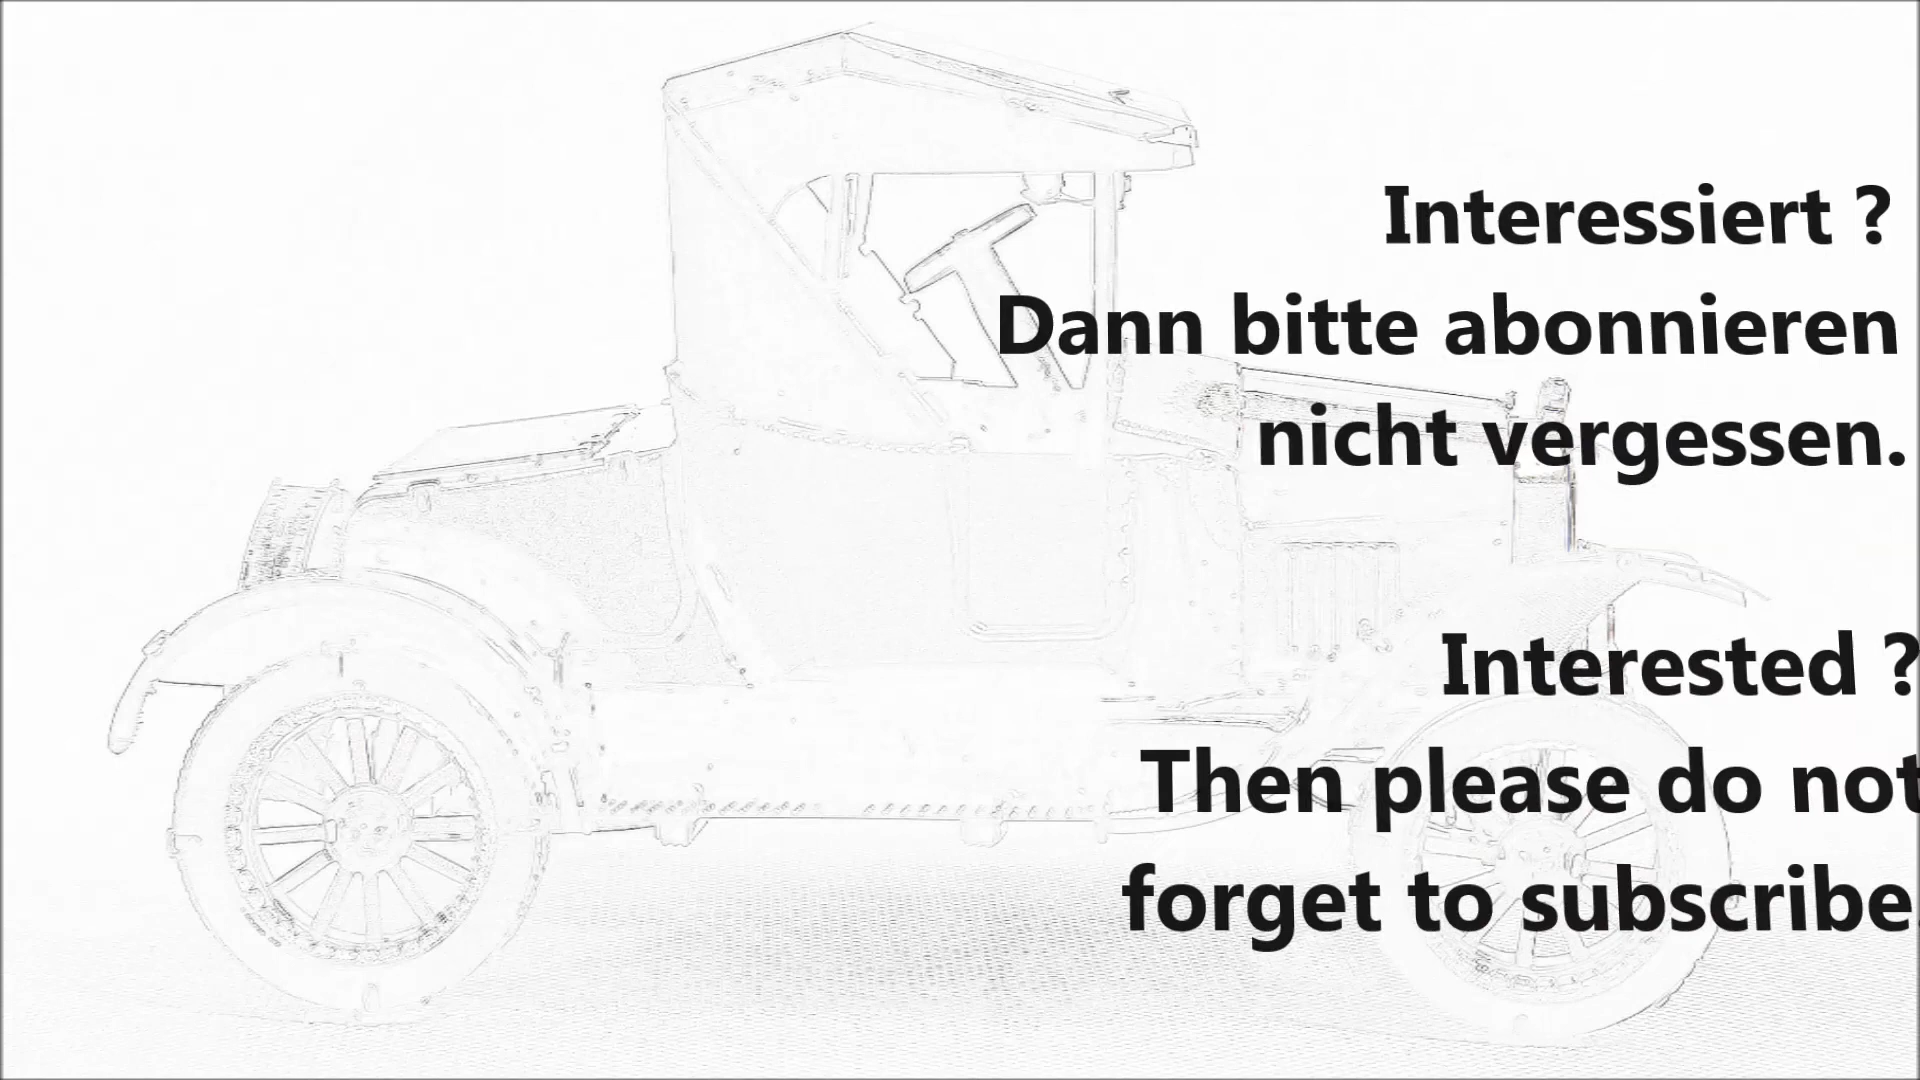 Interessiert ?
Dann bitte abonnieren
nicht vergessen.
Interested ?
Then please do not
forget to subscribe